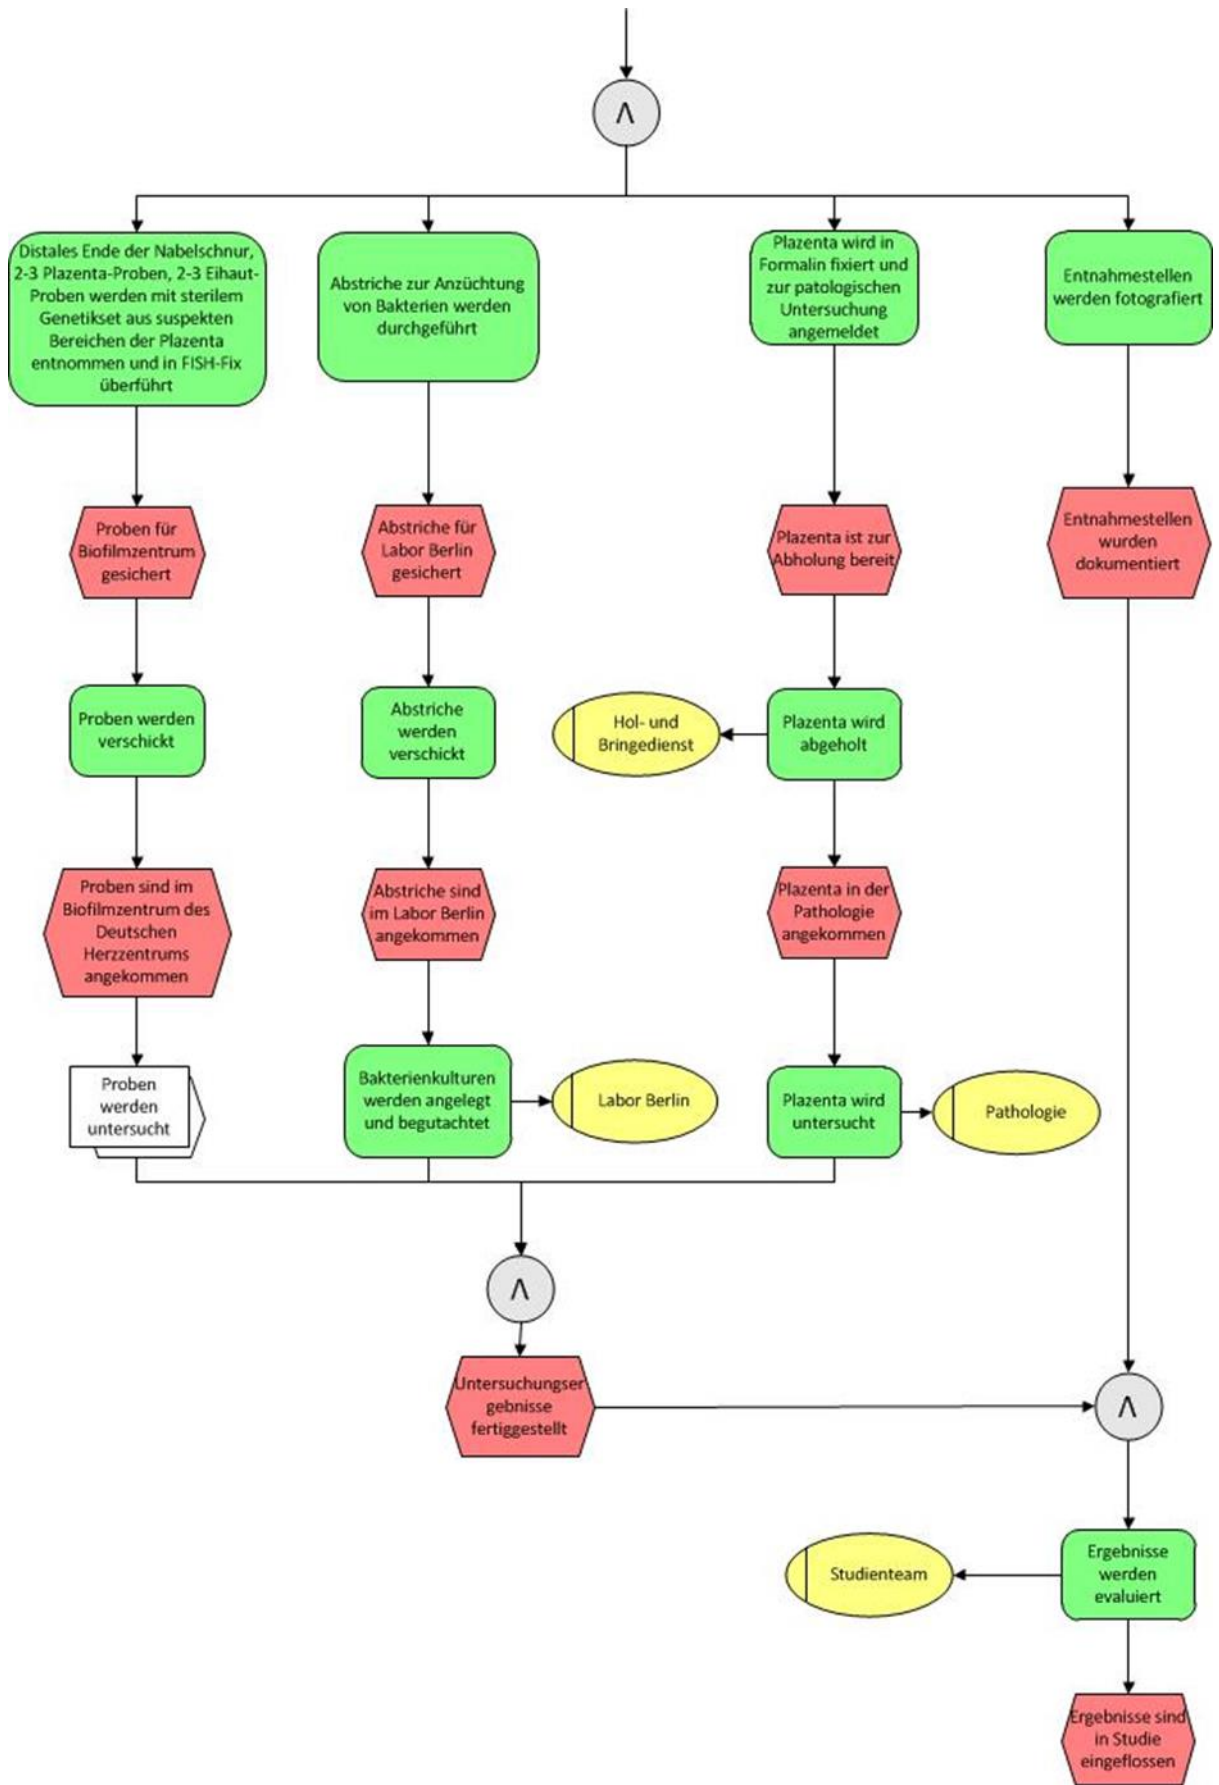 Λ
Distales Ende der Nabelschnur,
2-3 Plazenta-Proben, 2-3 Eihaut-
Proben werden mit sterilem
Genetikset aus suspekten
Bereichen der Plazenta
entnommen und in FISH-Fix
überführt
Abstriche zur Anzüchtung
von Bakterien werden
durchgeführt
Plazenta wird in
Formalin fixiert und
zur patologischen
Untersuchung
angemeldet
Entnahmestellen
werden fotografiert
Proben für
Biofilmzentrum
gesichert
Abstriche für
Labor Berlin
gesichert
Plazenta ist zur
Abholung bereit
Entnahmestellen
wurden
dokumentiert
Proben werden
verschickt
Abstriche
werden
verschickt
Hol- und
Bringedienst
Plazenta wird
abgeholt
Proben sind im
Biofilmzentrum des
Deutschen
Herzzentrums
angekommen
Abstriche sind
im Labor Berlin
angekommen
Plazenta in der
Pathologie
angekommen
Proben
werden
untersucht
Bakterienkulturen
werden angelegt
und begutachtet
Labor Berlin
Plazenta wird
untersucht
Pathologie
Λ
Untersuchungser
gebnisse
fertiggestellt
Λ
Studienteam
Ergebnisse
werden
evaluiert
Ergebnisse sind
in Studie
eingeflossen